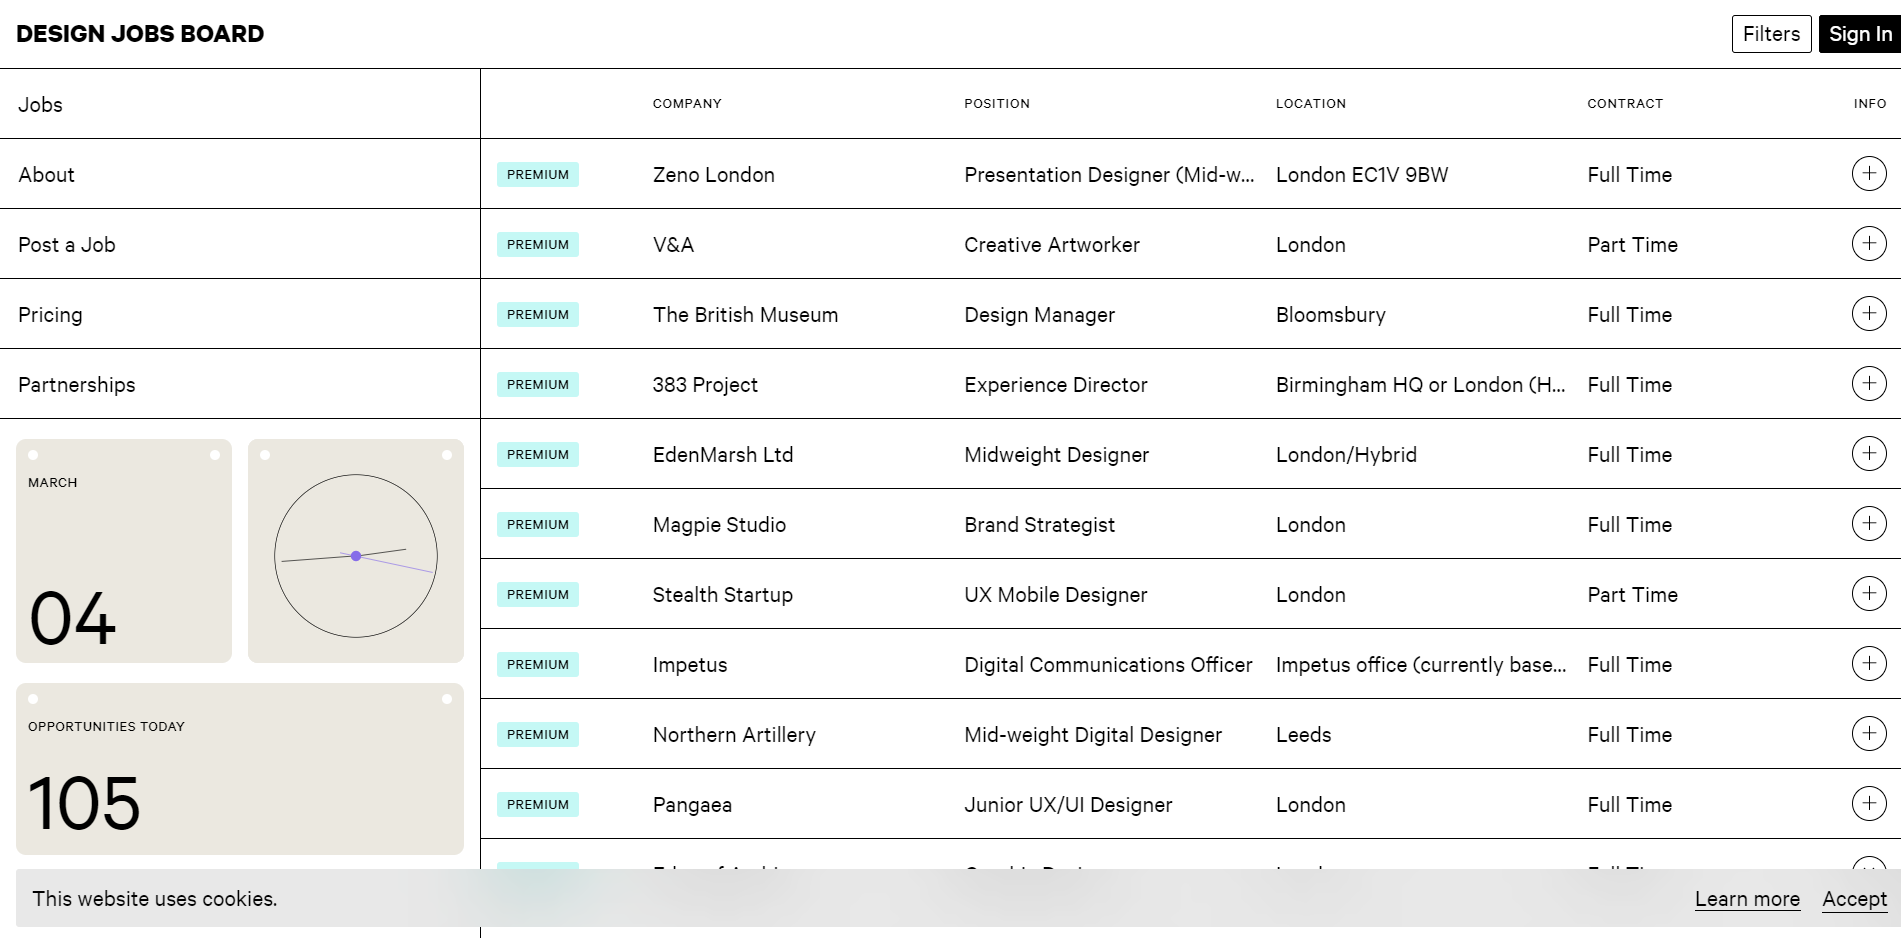 DESIGN JOBS BOARD
Filters
Sign In
Jobs
About
Post a Job
Pricing
Partnerships
MARCH
04
OPPORTUNITIES TODAY
105
COMPANY POSITION LOCATION CONTRACT INFO
PREMIUM Zeno London Presentation Designer (Mid-w... London EC1V 9BW Full Time
PREMIUM V&A Creative Artworker London Part Time
PREMIUM The British Museum Design Manager Bloomsbury Full Time
PREMIUM 383 Project Experience Director Birmingham HQ or London (H... Full Time
PREMIUM EdenMarsh Ltd Midweight Designer London/Hybrid Full Time
PREMIUM Magpie Studio Brand Strategist London Full Time
PREMIUM Stealth Startup UX Mobile Designer London Part Time
PREMIUM Impetus Digital Communications Officer Impetus office (currently base... Full Time
PREMIUM Northern Artillery Mid-weight Digital Designer Leeds Full Time
PREMIUM Pangaea Junior UX/UI Designer London Full Time
This website uses cookies.
Learn more
Accept